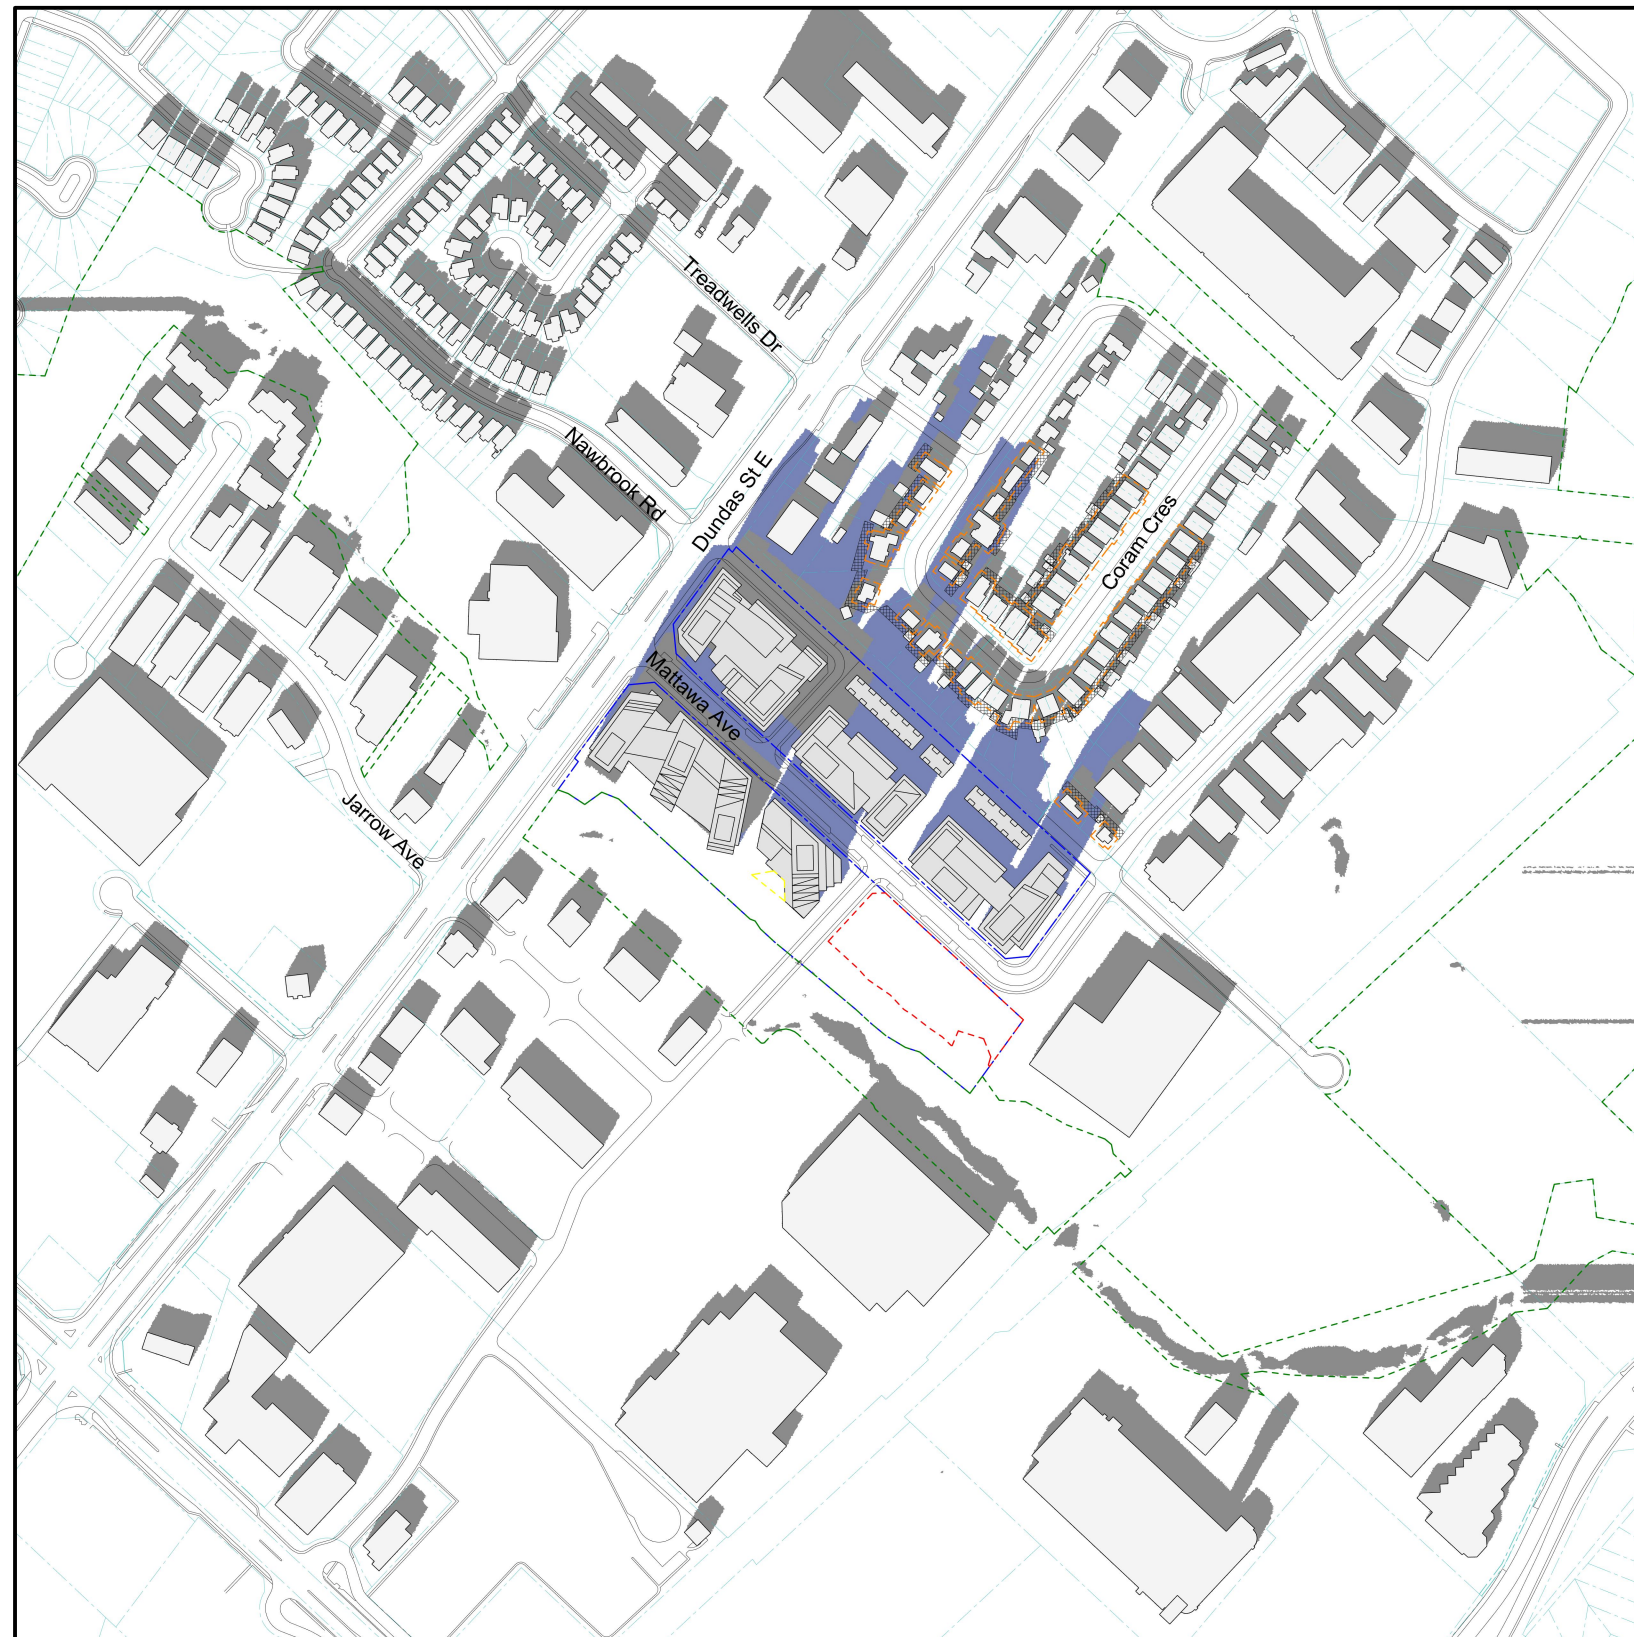 Treadwells Dr
Nawbrook Rd
Dundas St E
Coram Cres
Mattawa Ave
Jarrow Ave